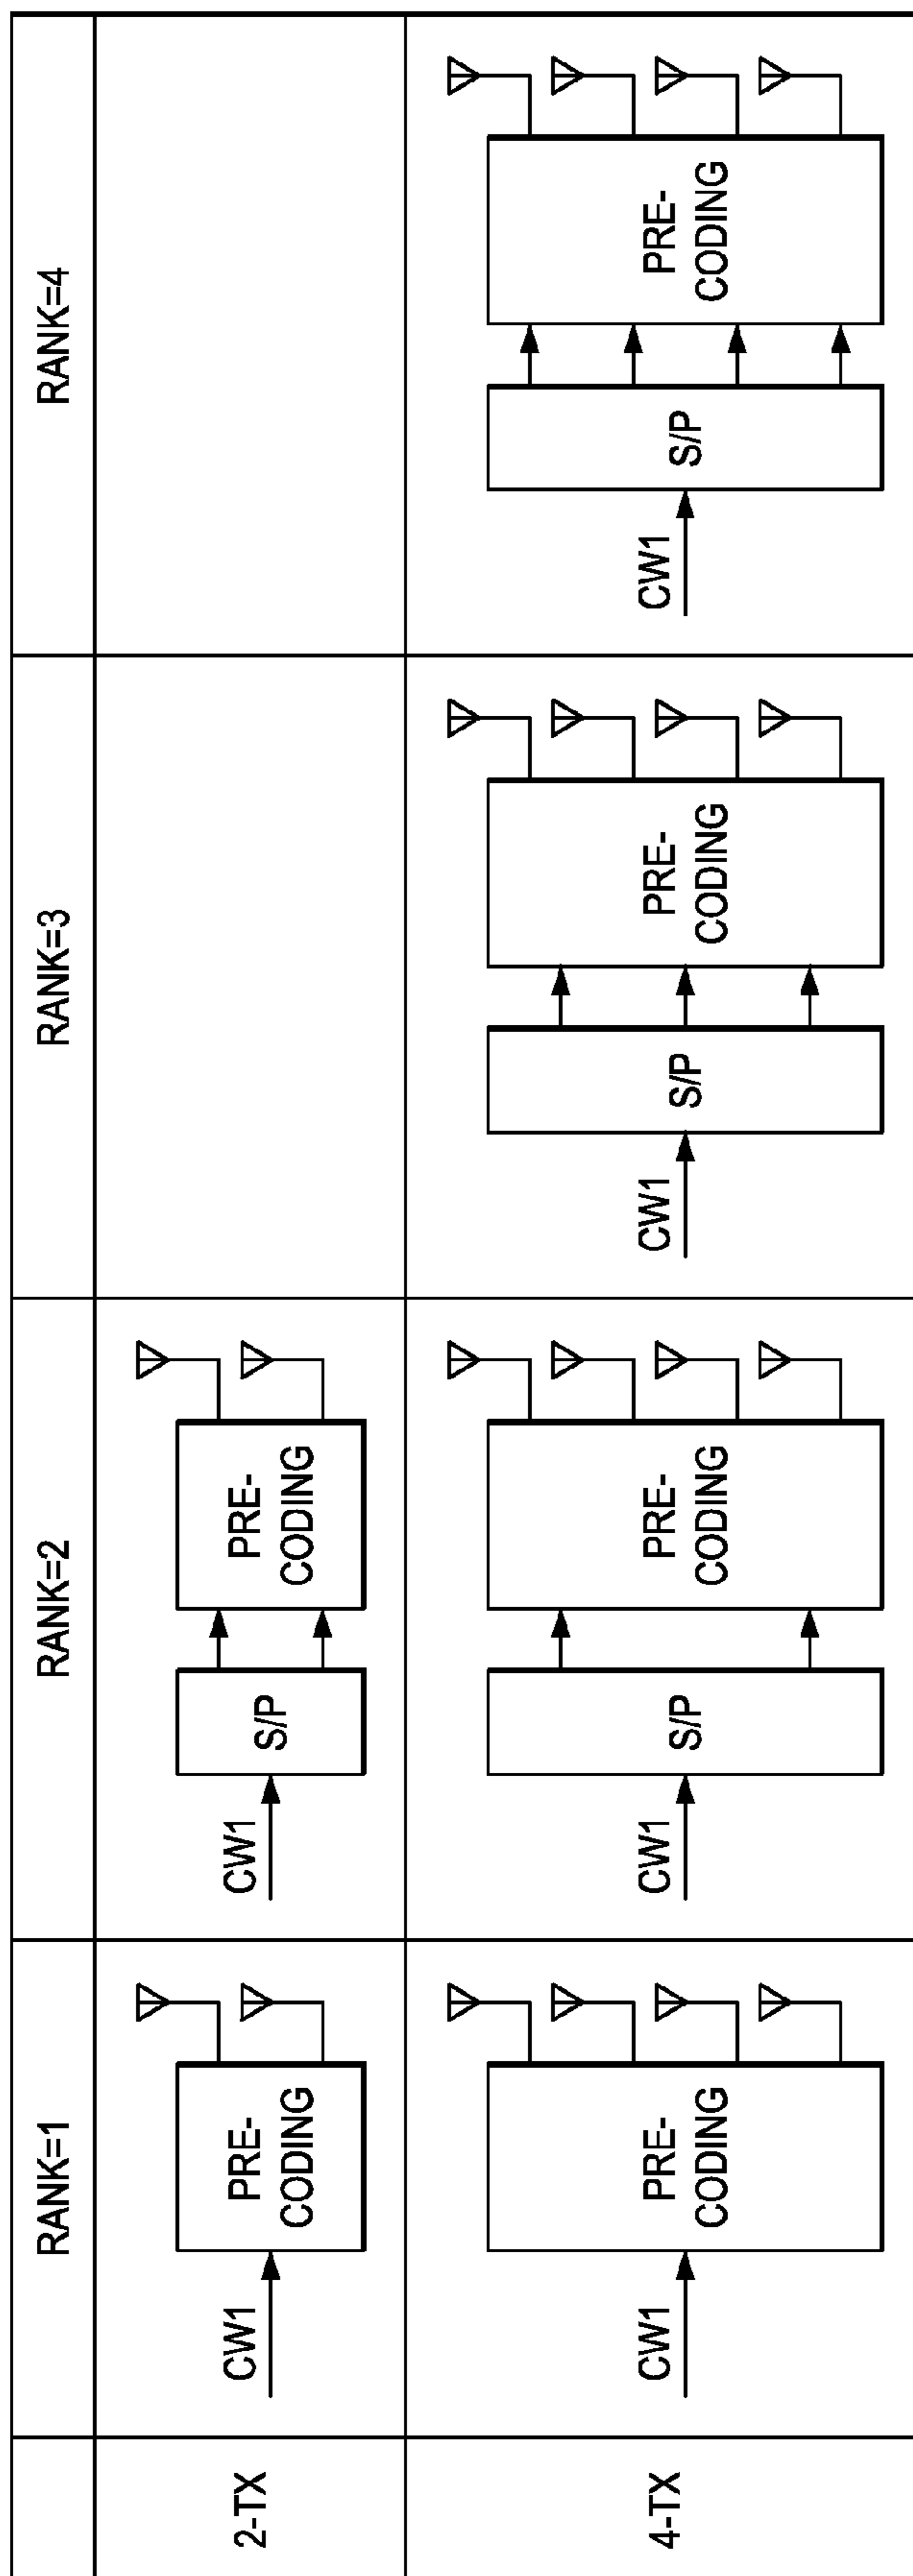 RANK=1
RANK=2
RANK=3
RANK=4
2-TX
CW1
PRE-
CODING
CW1
S/P
PRE-
CODING
4-TX
CW1
PRE-
CODING
CW1
S/P
PRE-
CODING
CW1
S/P
PRE-
CODING
CW1
S/P
PRE-
CODING